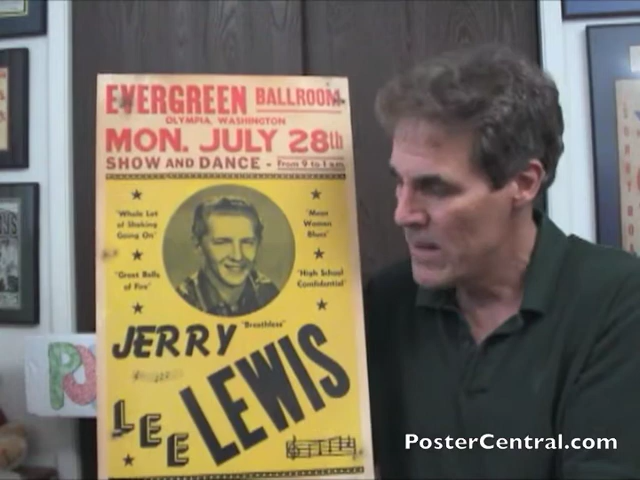 EVERGREEN BALLROOM
OLYMPIA, WASHINGTON
MON. JULY 28th
SHOW AND DANCE - From 9 to 1 a.m.
"Whole Lot
of Shaking
Going On"
"Mean
Woman
Blues"
"Great Balls
of Fire"
"High School
Confidential"
"Breathless"
JERRY
LEE
LEWIS
PosterCentral.com